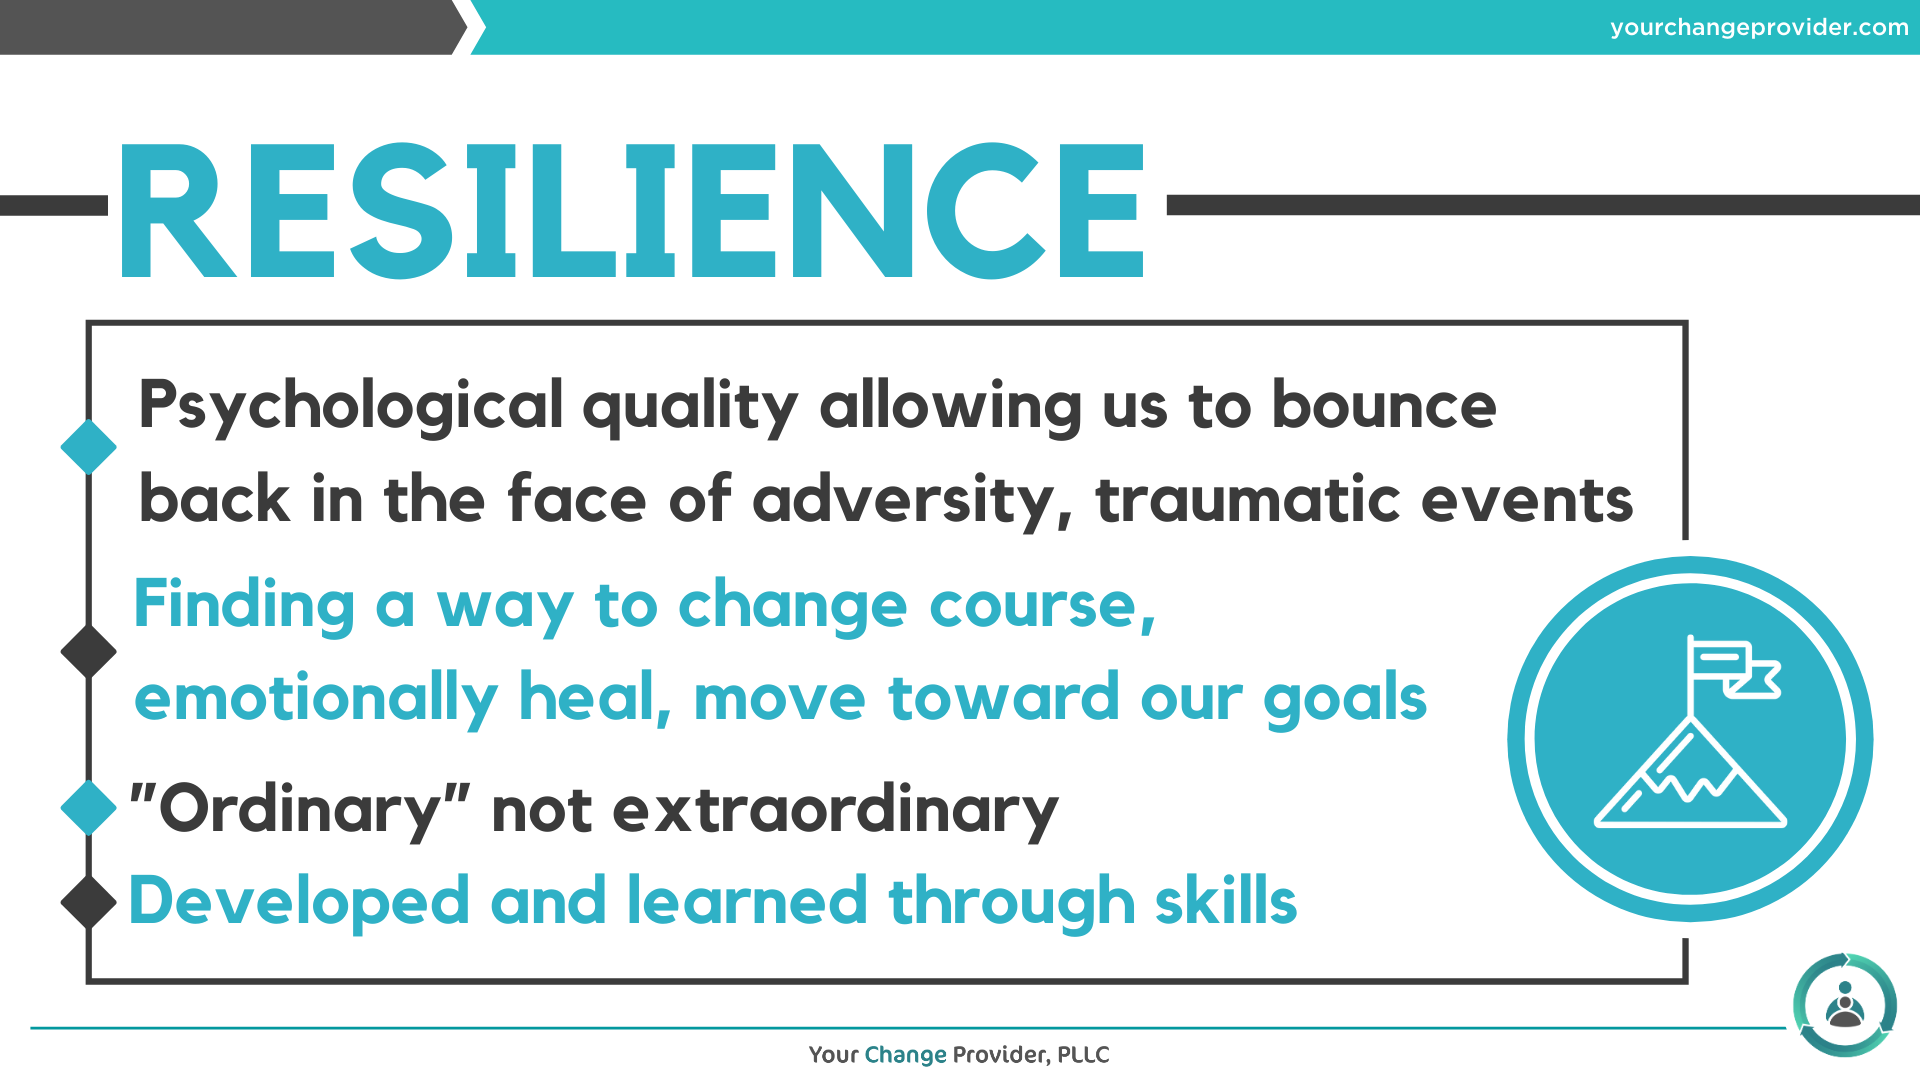 yourchangeprovider.com
RESILIENCE
Psychological quality allowing us to bounce
back in the face of adversity, traumatic events
Finding a way to change course,
emotionally heal, move toward our goals
"Ordinary" not extraordinary
Developed and learned through skills
Your Change Provider, PLLC